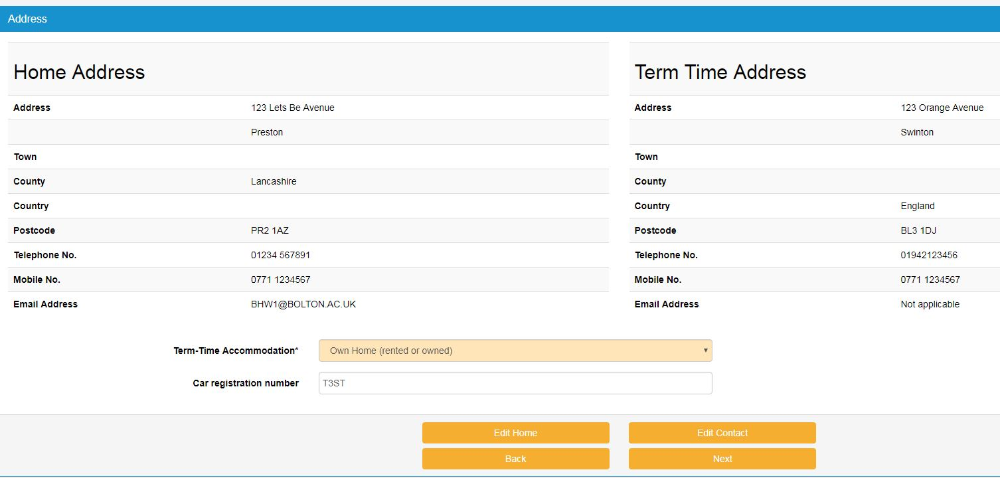 Address
Home Address
Address 123 Lets Be Avenue
Preston
Town
County Lancashire
Country
Postcode PR2 1AZ
Telephone No. 01234 567891
Mobile No. 0771 1234567
Email Address BHW1@BOLTON.AC.UK
Term Time Address
Address 123 Orange Avenue
Swinton
Town
County
Country England
Postcode BL3 1DJ
Telephone No. 01942123456
Mobile No. 0771 1234567
Email Address Not applicable
Term-Time Accommodation* Own Home (rented or owned)
Car registration number T3ST
Edit Home Edit Contact
Back Next